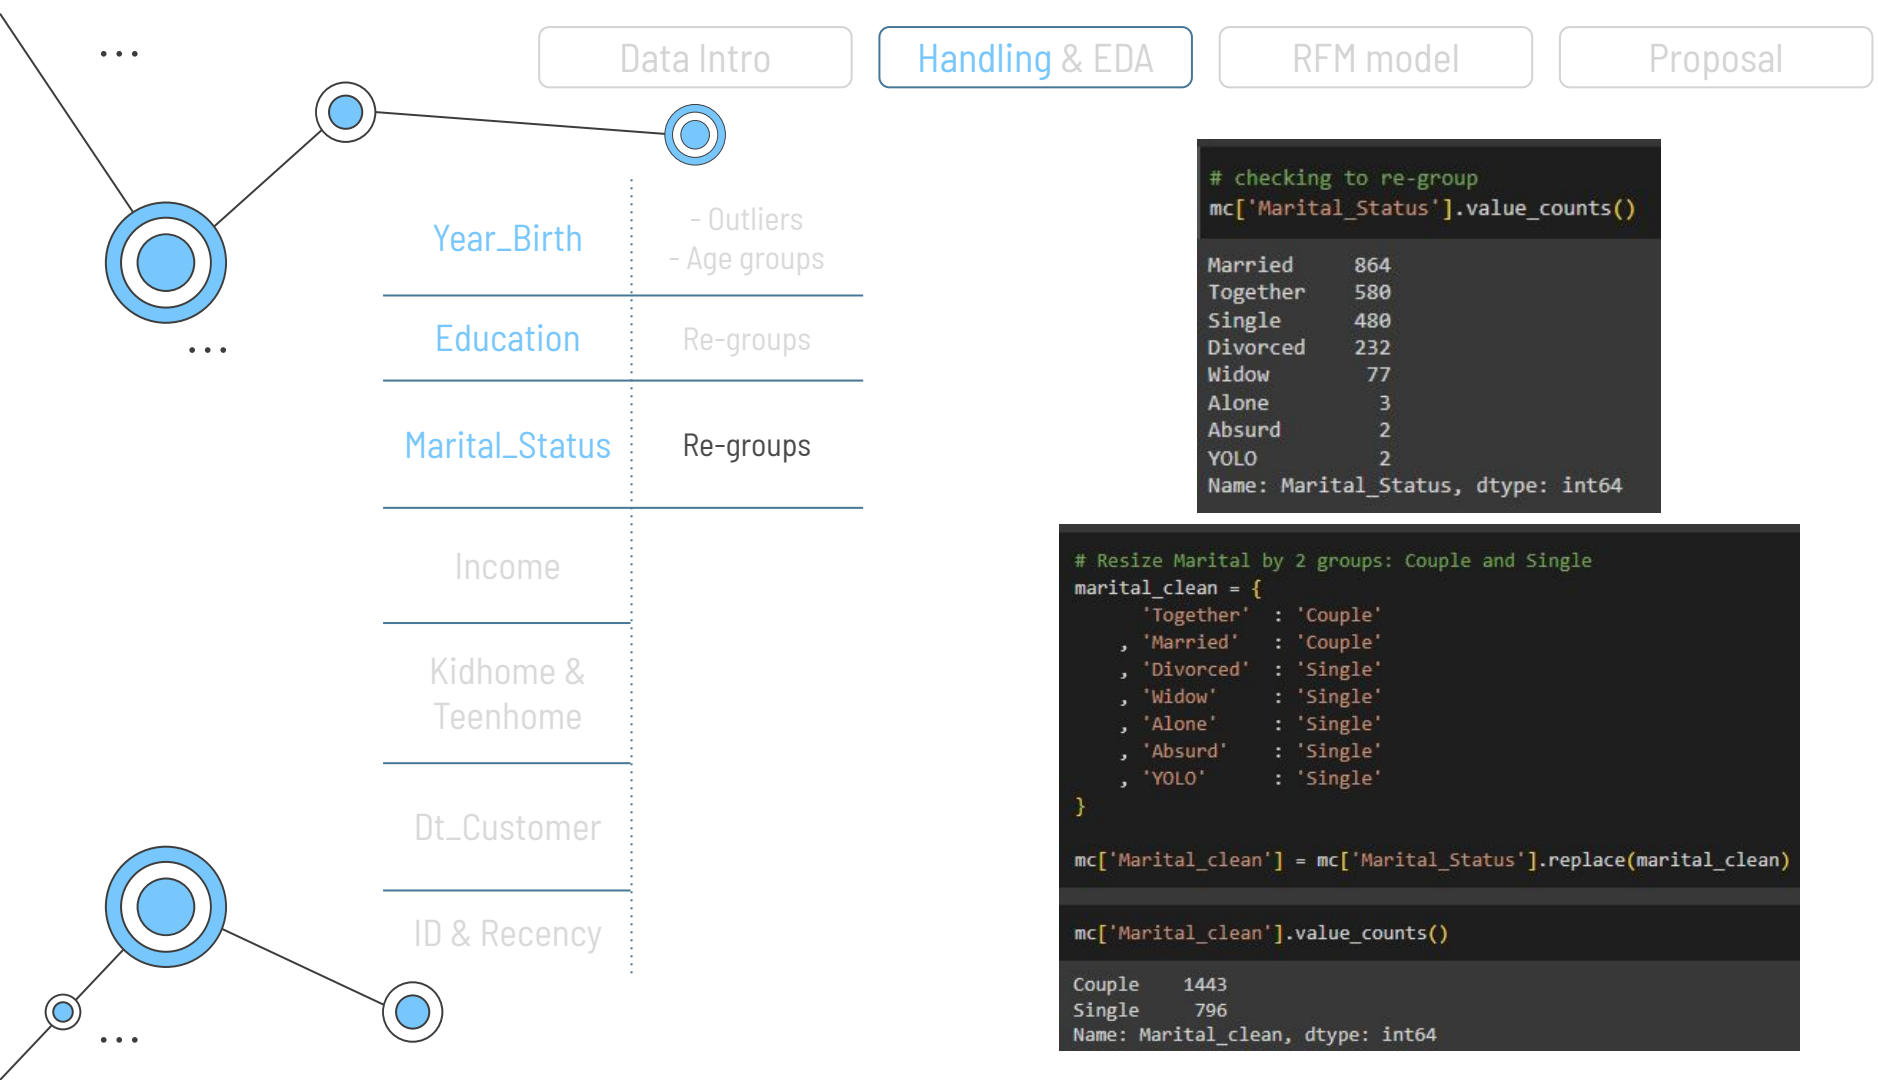 Data Intro
Handling & EDA
RFM model
Proposal
Year_Birth
- Outliers
- Age groups
Education
Re-groups
Marital_Status
Re-groups
Income
Kidhome &
Teenhome
Dt_Customer
ID & Recency
# checking to re-group
mc['Marital_Status'].value_counts()
Married 864
Together 580
Single 480
Divorced 232
Widow 77
Alone 3
Absurd 2
YOLO 2
Name: Marital_Status, dtype: int64
# Resize Marital by 2 groups: Couple and Single
marital_clean = {
'Together' : 'Couple'
, 'Married' : 'Couple'
, 'Divorced' : 'Single'
, 'Widow' : 'Single'
, 'Alone' : 'Single'
, 'Absurd' : 'Single'
, 'YOLO' : 'Single'
}
mc['Marital_clean'] = mc['Marital_Status'].replace(marital_clean)
mc['Marital_clean'].value_counts()
Couple 1443
Single 796
Name: Marital_clean, dtype: int64